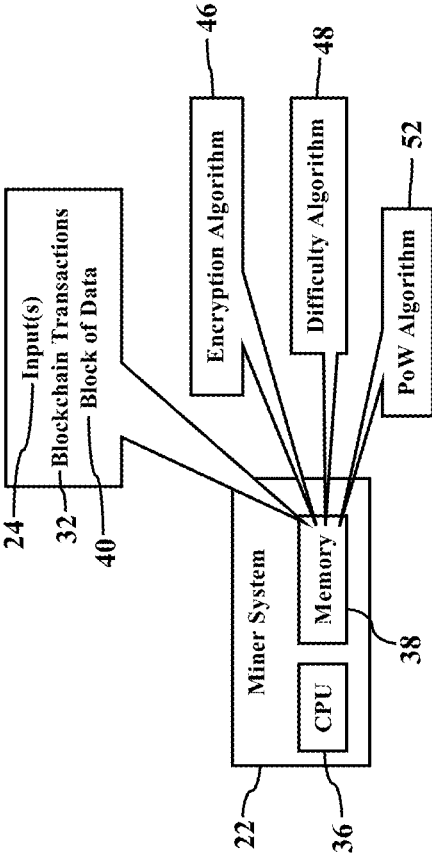 24
Input(s)
32
Blockchain Transactions
40
Block of Data
Miner System
22
CPU
36
Memory
38
Encryption Algorithm
46
Difficulty Algorithm
48
PoW Algorithm
52